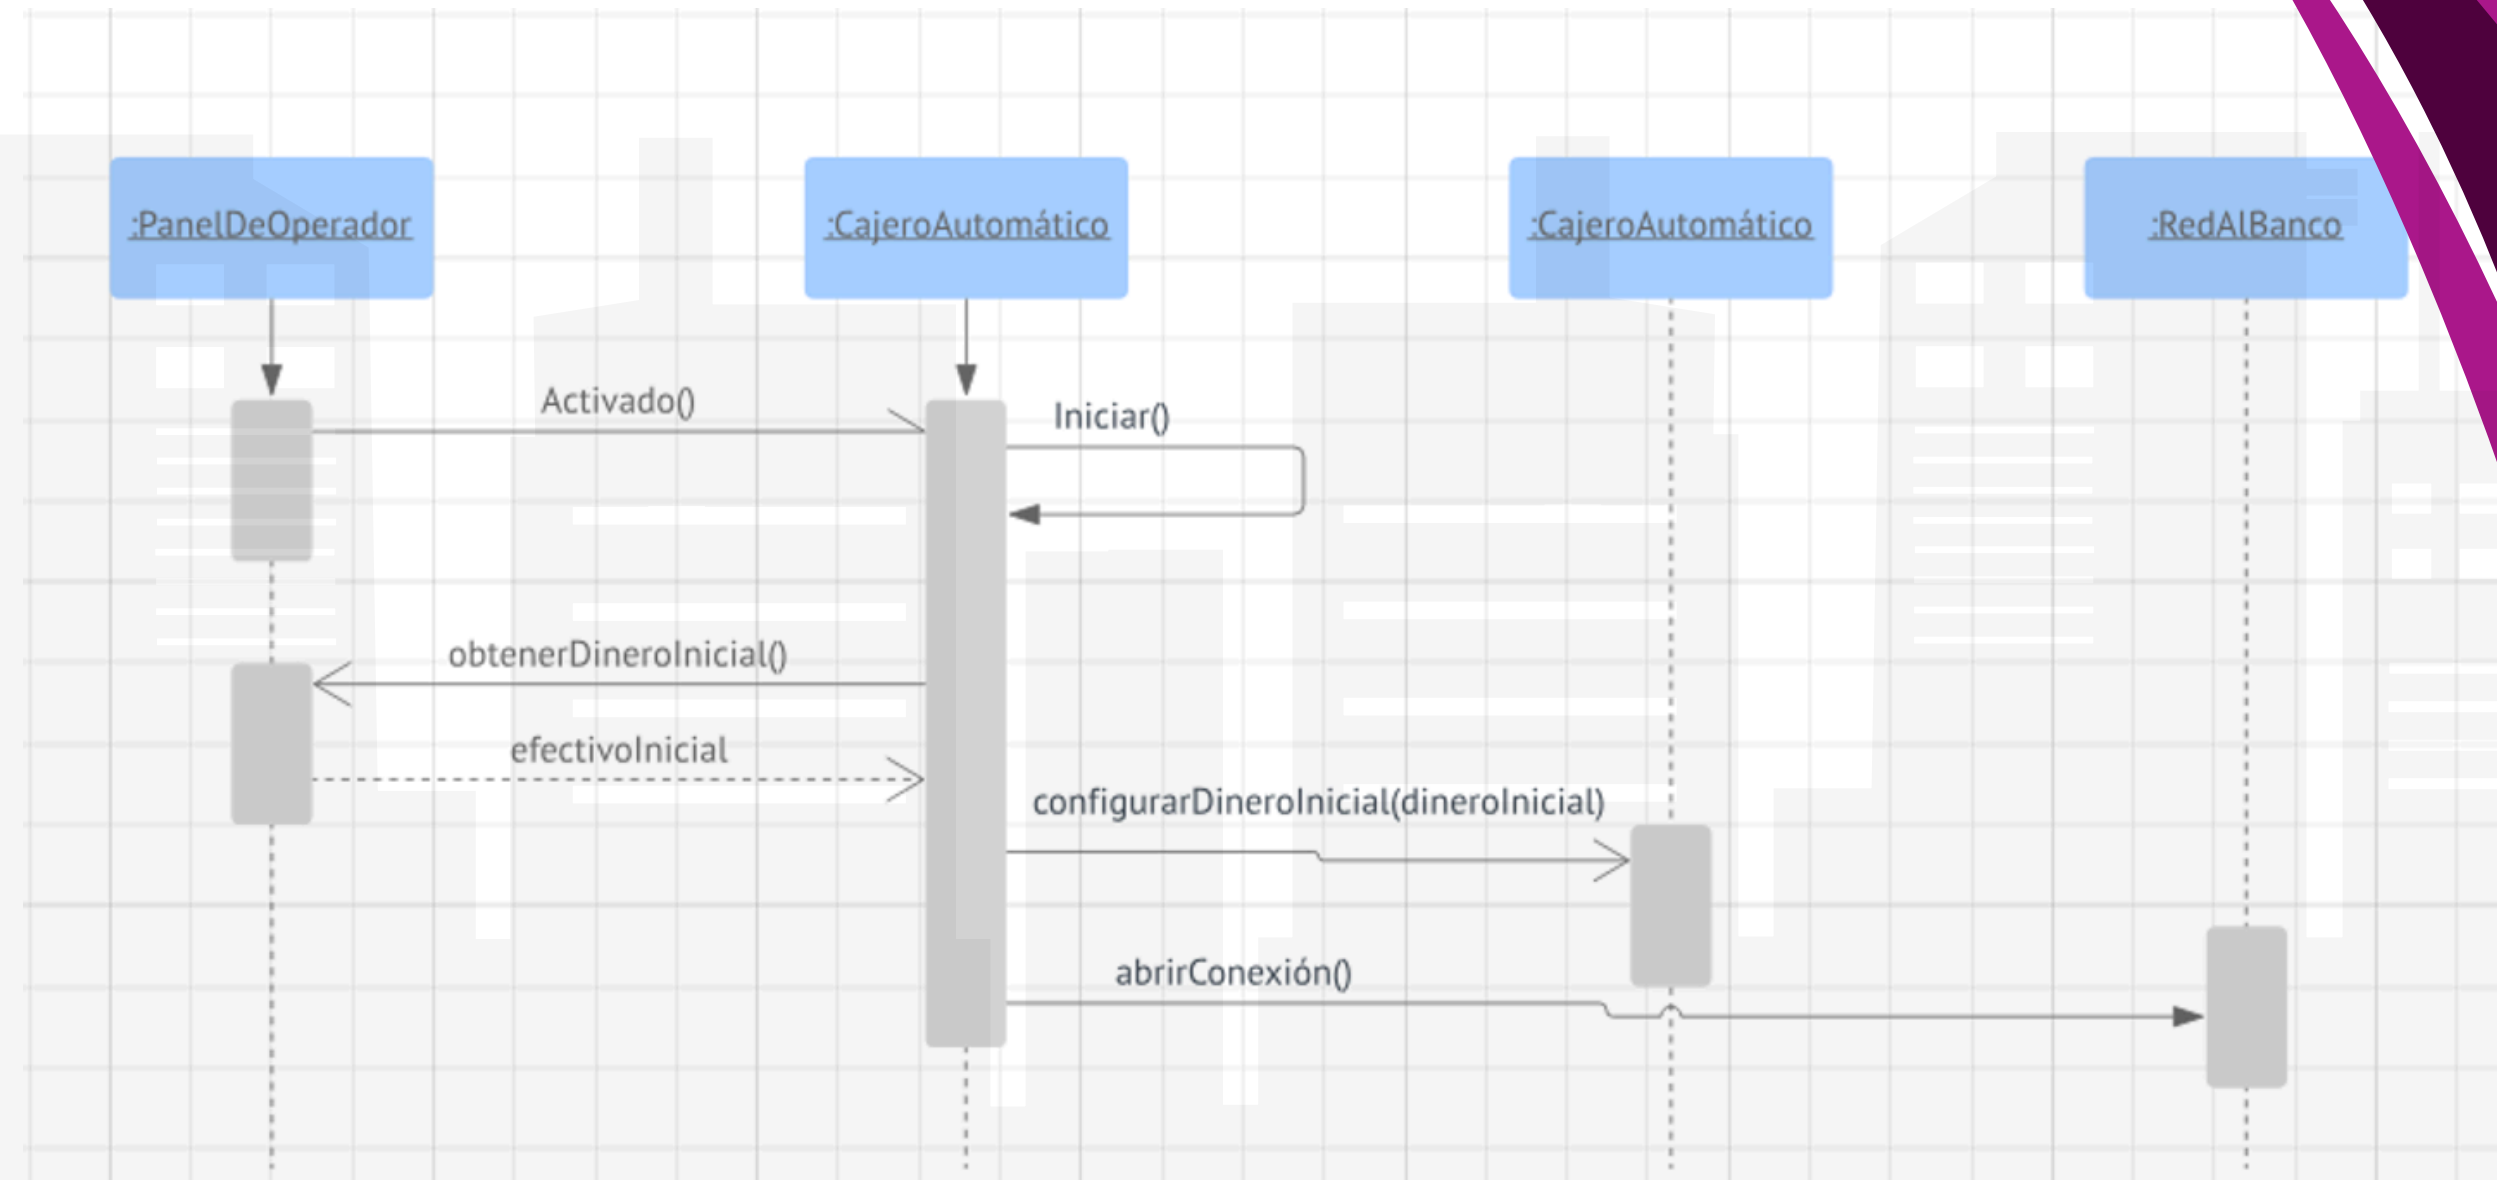 :PanelDeOperador
:CajeroAutomático
:CajeroAutomático
:RedAlBanco
Activado()
Iniciar()
obtenerDineroInicial()
efectivoInicial
configurarDineroInicial(dineroInicial)
abrirConexión()